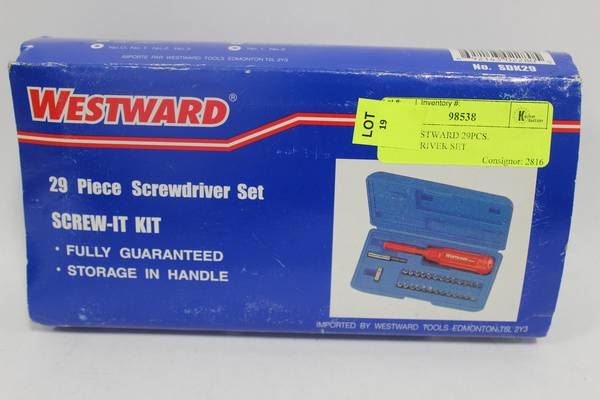 IMPORTE PAR WESTWARD TOOLS EDMONTON,T5L 2Y3
No. SDK29
WESTWARD®
LOT
19
Inventory #:
98538
STWARD 29PCS.
RIVER SET
Consignor: 2816
29 Piece Screwdriver Set
SCREW-IT KIT
· FULLY GUARANTEED
· STORAGE IN HANDLE
WESTWARD
IMPORTED BY WESTWARD TOOLS EDMONTON,T5L 2Y3